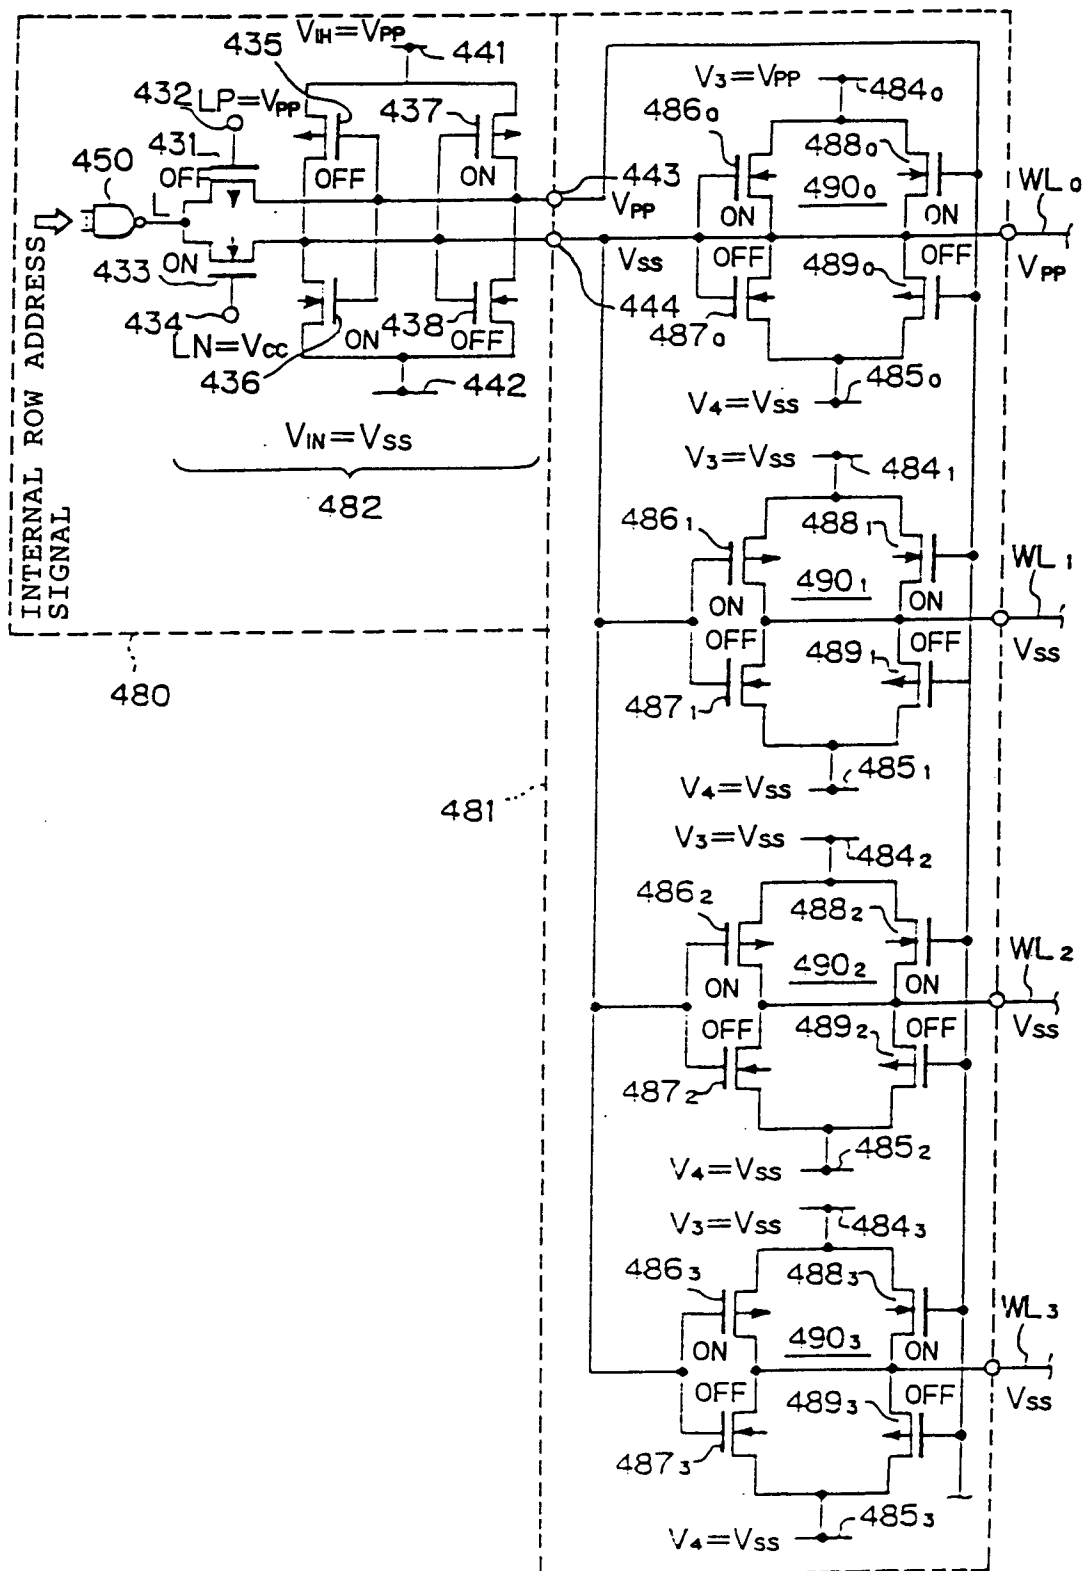 VIH=VPP
435
441
432 LP=VPP
437
431
450
OFF
L
OFF
ON
443
VPP
ON
VSS
433
444
434
438
OFF
LN=VCC
ON
436
442
VIN=VSS
482
INTERNAL ROW ADDRESS
SIGNAL
480
481
V3=VPP
4840
4860
4880
WL0
4900
ON
ON
OFF
VPP
4890
4870
4850
V4=VSS
V3=VSS
4841
4861
4881
WL1
4901
ON
ON
OFF
OFF
VSS
4891
4871
4851
V4=VSS
V3=VSS
4842
4862
4882
WL2
4902
ON
ON
OFF
OFF
VSS
4892
4872
4852
V4=VSS
V3=VSS
4843
4863
4883
WL3
4903
ON
ON
OFF
OFF
VSS
4893
4873
4853
V4=VSS